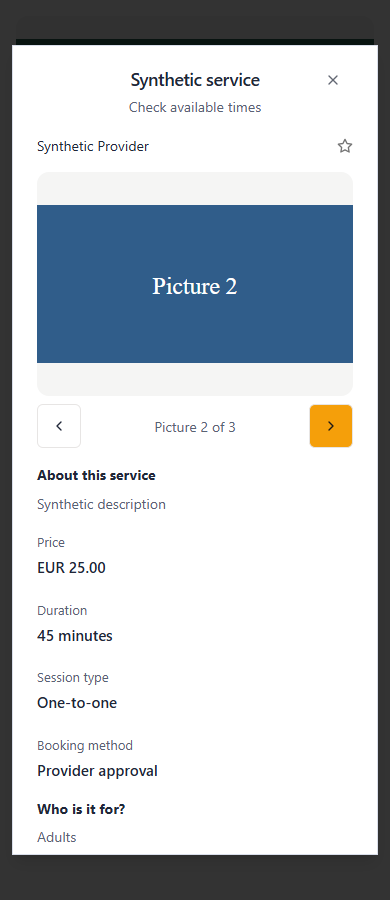 Synthetic service
Check available times
Synthetic Provider
Picture 2
Picture 2 of 3
About this service
Synthetic description
Price
EUR 25.00
Duration
45 minutes
Session type
One-to-one
Booking method
Provider approval
Who is it for?
Adults